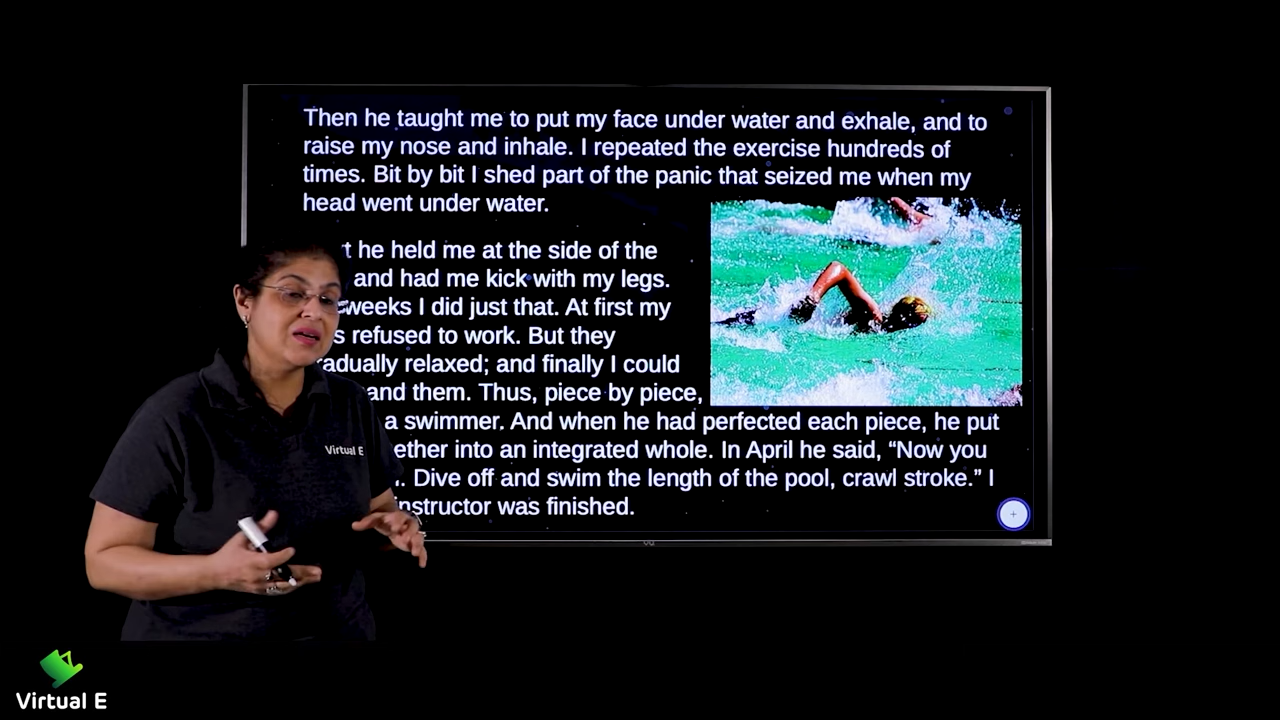 Then he taught me to put my face under water and exhale, and to
raise my nose and inhale. I repeated the exercise hundreds of
times. Bit by bit I shed part of the panic that seized me when my
head went under water.
he held me at the side of the
and had me kick with my legs.
weeks I did just that. At first my
refused to work. But they
gradually relaxed; and finally I could
them. Thus, piece by piece,
a swimmer. And when he had perfected each piece, he put
into an integrated whole. In April he said, “Now you
Dive off and swim the length of the pool, crawl stroke.” I
instructor was finished.
Virtual E
Virtual E